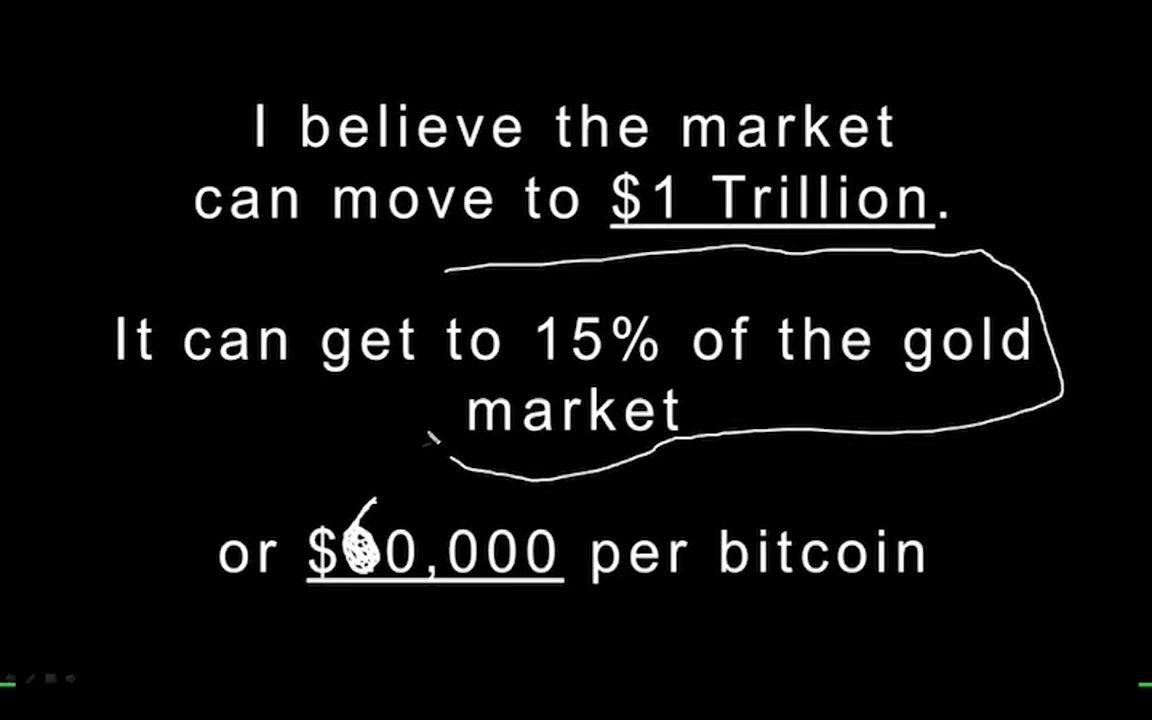 I believe the market
can move to $1 Trillion.
It can get to 15% of the gold
market
or $60,000 per bitcoin